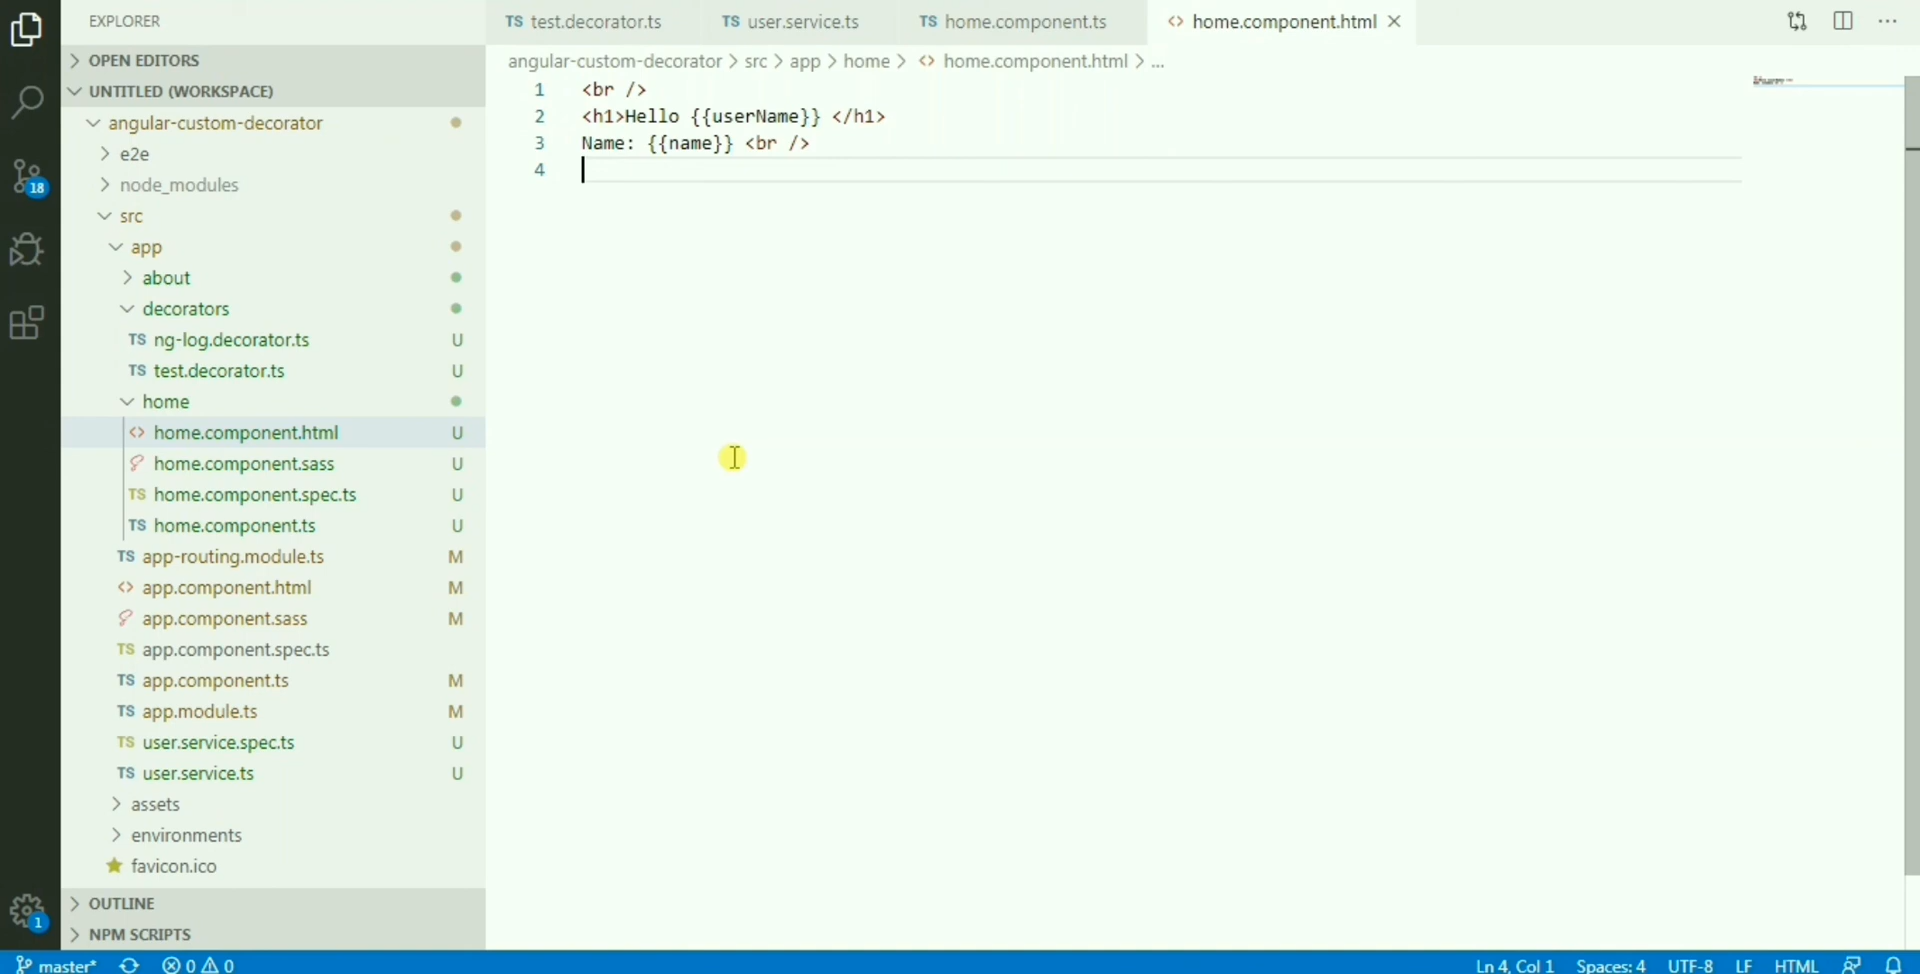 EXPLORER
OPEN EDITORS
UNTITLED (WORKSPACE)
angular-custom-decorator
e2e
node_modules
src
app
about
decorators
TS ng-log.decorator.ts U
TS test.decorator.ts U
home
<> home.component.html U
home.component.sass U
TS home.component.spec.ts U
TS home.component.ts U
TS app-routing.module.ts M
<> app.component.html M
app.component.sass M
TS app.component.spec.ts
TS app.component.ts M
TS app.module.ts M
TS user.service.spec.ts U
TS user.service.ts U
assets
environments
favicon.ico
OUTLINE
NPM SCRIPTS
18
1
TS test.decorator.ts TS user.service.ts TS home.component.ts <> home.component.html
angular-custom-decorator > src > app > home > <> home.component.html > ...
1 <br />
2 <h1>Hello {{userName}} </h1>
3 Name: {{name}} <br />
4
master* 0 0 Ln 4, Col 1 Spaces: 4 UTF-8 LF HTML